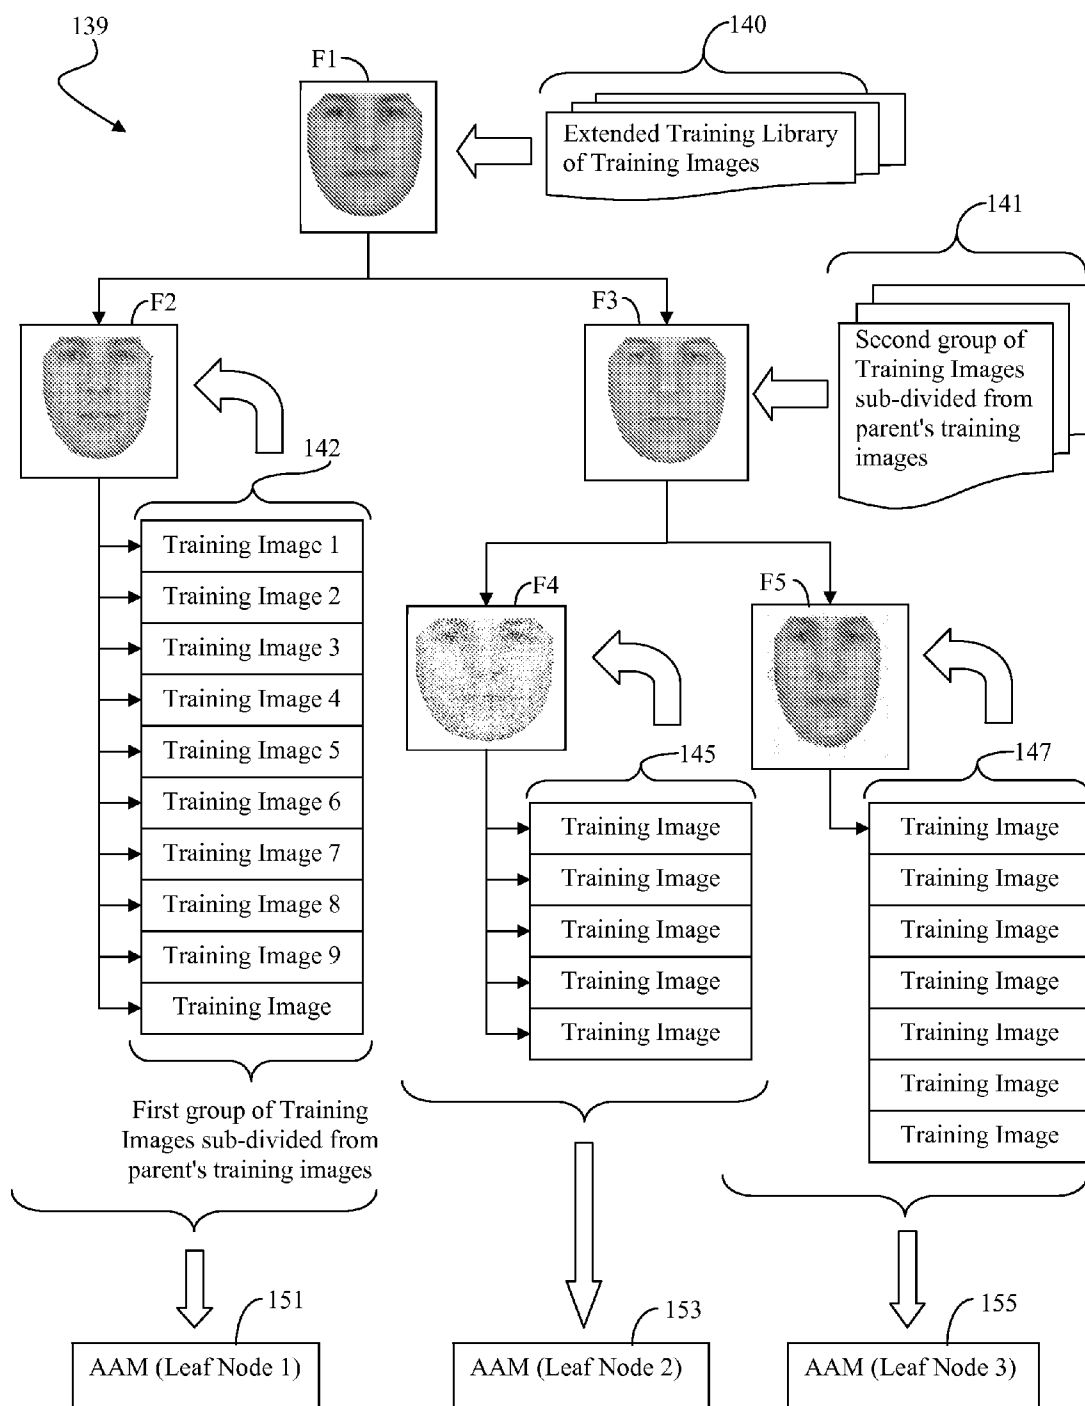 139
140
F1
Extended Training Library
of Training Images
141
F2
F3
Second group of
Training Images
sub-divided from
parent's training
images
142
Training Image 1
Training Image 2
Training Image 3
Training Image 4
Training Image 5
Training Image 6
Training Image 7
Training Image 8
Training Image 9
Training Image
F4
F5
145
147
Training Image
Training Image
Training Image
Training Image
Training Image
Training Image
Training Image
Training Image
Training Image
Training Image
Training Image
Training Image
First group of Training
Images sub-divided from
parent's training images
151
153
155
AAM (Leaf Node 1)
AAM (Leaf Node 2)
AAM (Leaf Node 3)